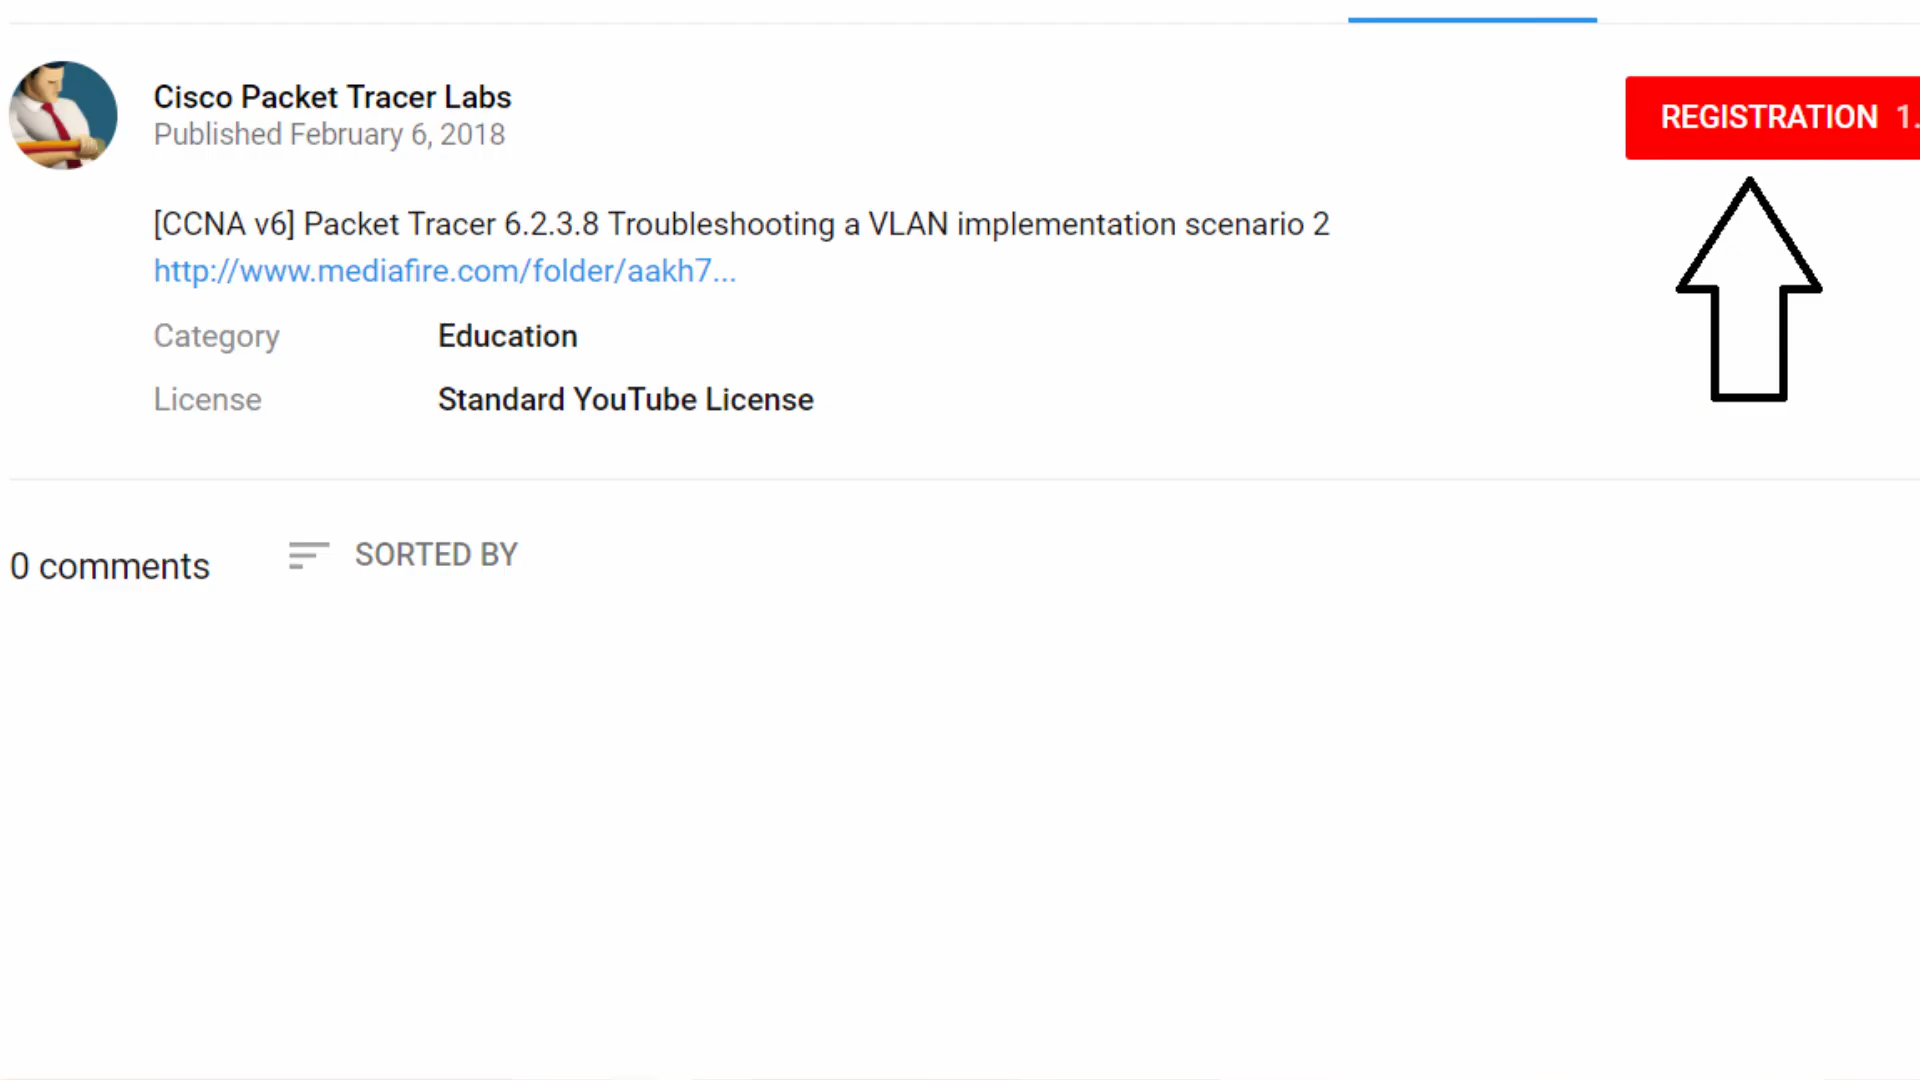 Cisco Packet Tracer Labs
Published February 6, 2018
REGISTRATION 1.
[CCNA v6] Packet Tracer 6.2.3.8 Troubleshooting a VLAN implementation scenario 2
http://www.mediafire.com/folder/aakh7...
Category Education
License Standard YouTube License
0 comments SORTED BY